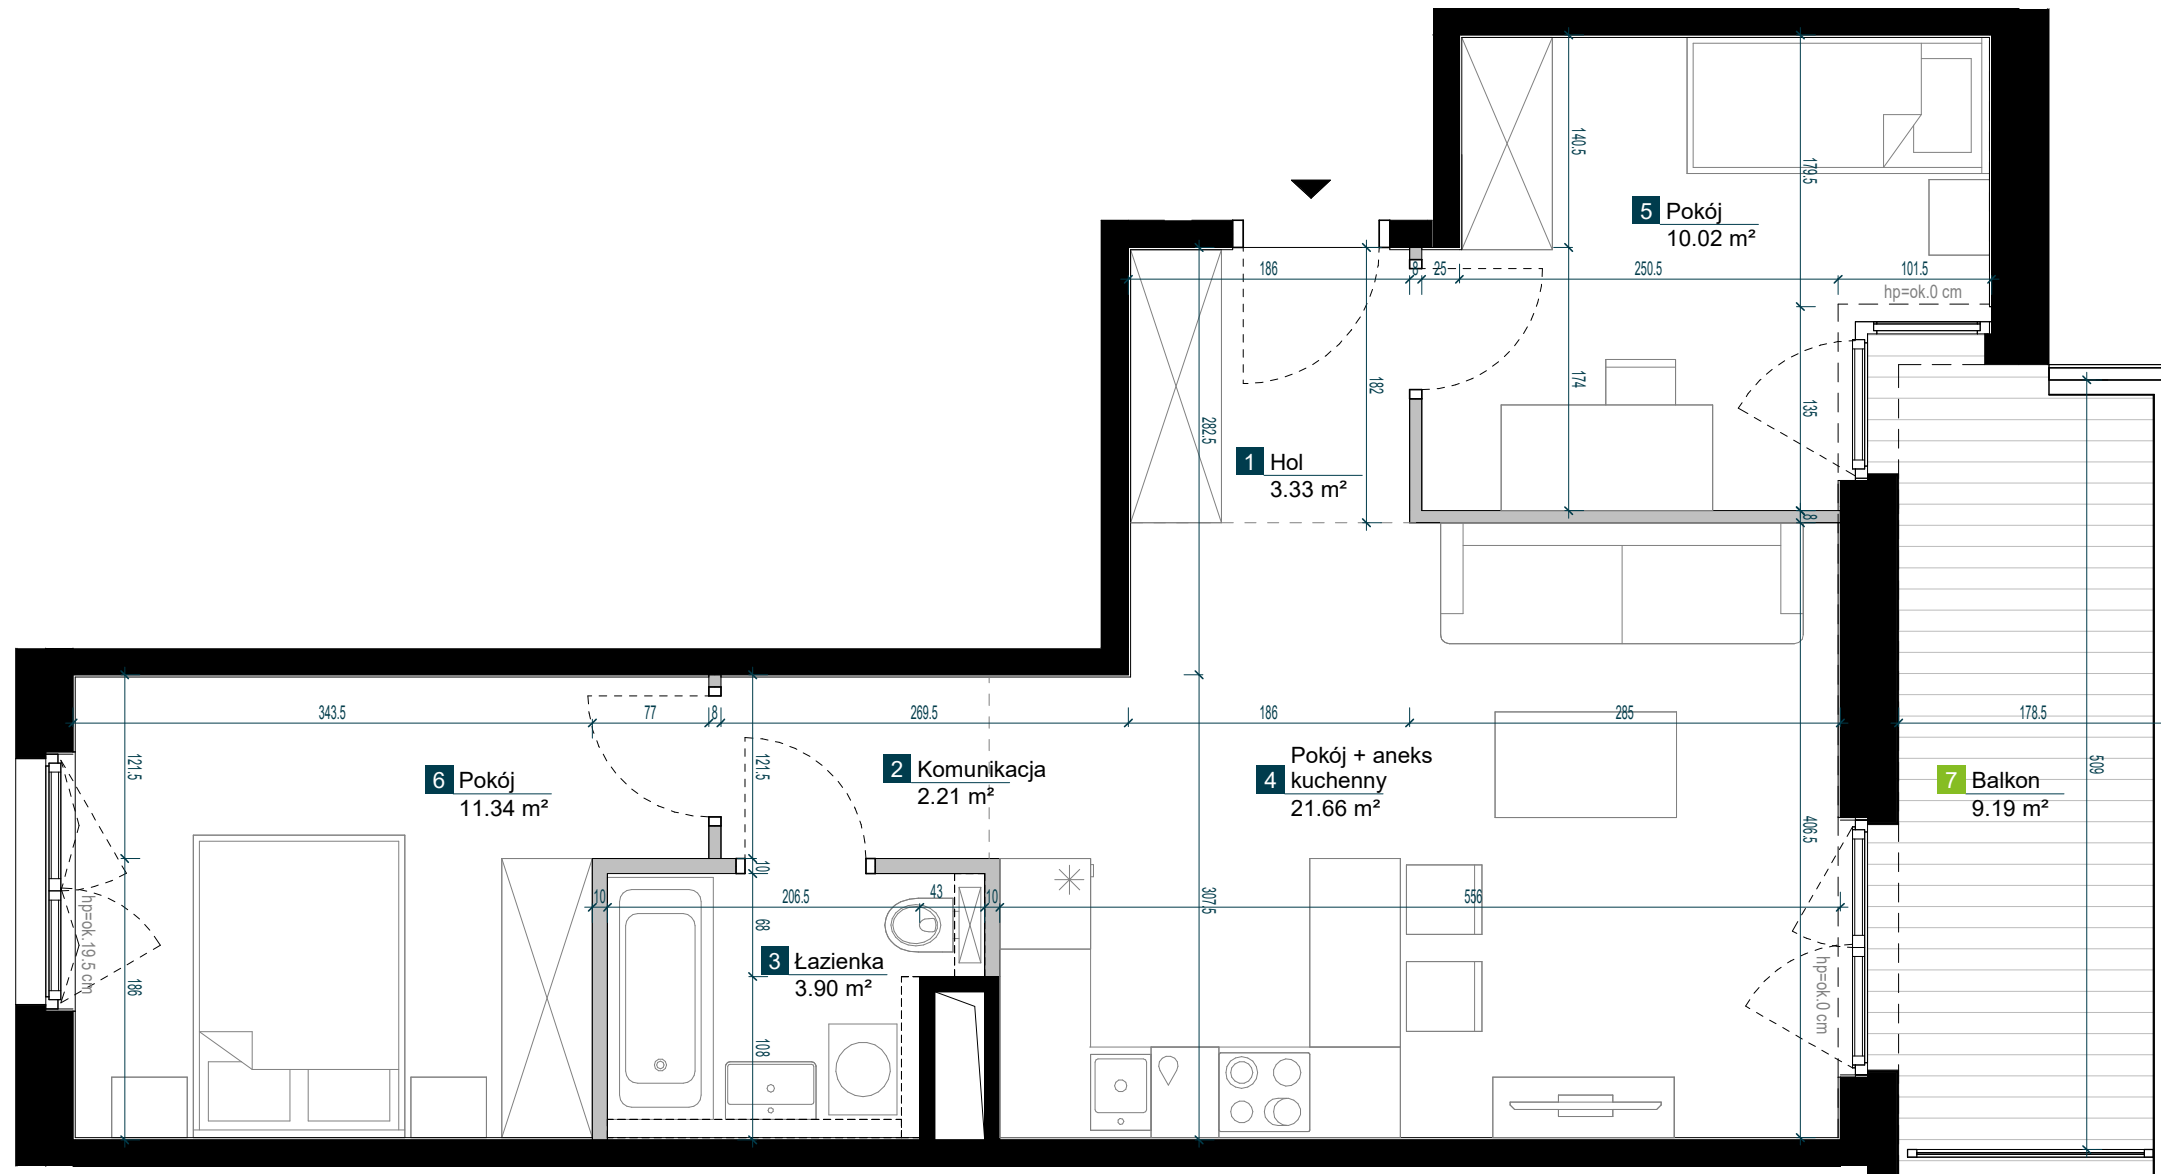 140.5
179.5
5 Pokój
10.02 m²
186
8
25
250.5
101.5
hp=ok.0 cm
182
174
135
282.5
1 Hol
3.33 m²
8
343.5
77
8
269.5
186
285
178.5
121.5
121.5
6 Pokój
11.34 m²
2 Komunikacja
2.21 m²
Pokój + aneks
4 kuchenny
21.66 m²
7 Balkon
9.19 m²
509
406.5
10
10
206.5
43
10
307.5
556
68
hp=ok.19.5 cm
3 Łazienka
3.90 m²
186
108
hp=ok.0 cm